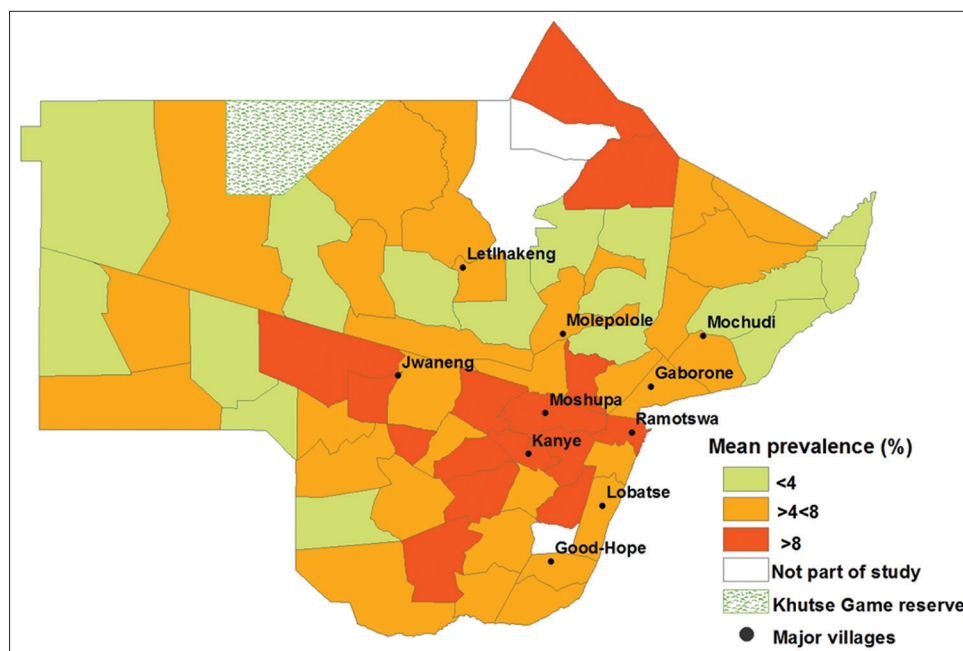 Letlhakeng
Molepolole
Mochudi
Jwaneng
Gaborone
Moshupa
Ramotswa
Kanye
Lobatse
Good-Hope
Mean prevalence (%)
<4
>4<8
>8
Not part of study
Khutse Game reserve
Major villages